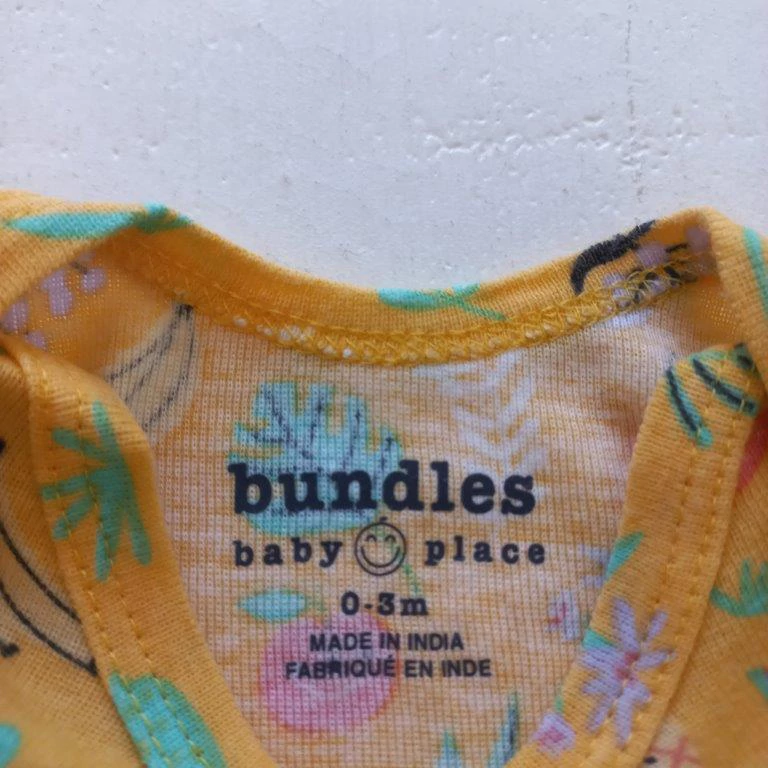 bundles
baby place
0-3m
MADE IN INDIA
FABRIQUÉ EN INDE